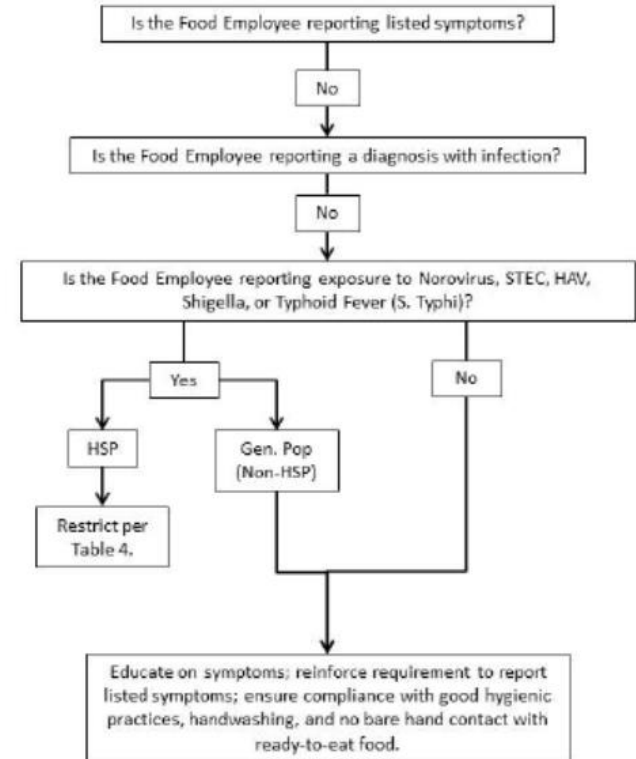 Is the Food Employee reporting listed symptoms?
No
Is the Food Employee reporting a diagnosis with infection?
No
Is the Food Employee reporting exposure to Norovirus, STEC, HAV,
Shigella, or Typhoid Fever (S. Typhi)?
Yes
No
HSP
Gen. Pop
(Non-HSP)
Restrict per
Table 4.
Educate on symptoms; reinforce requirement to report
listed symptoms; ensure compliance with good hygienic
practices, handwashing, and no bare hand contact with
ready-to-eat food.